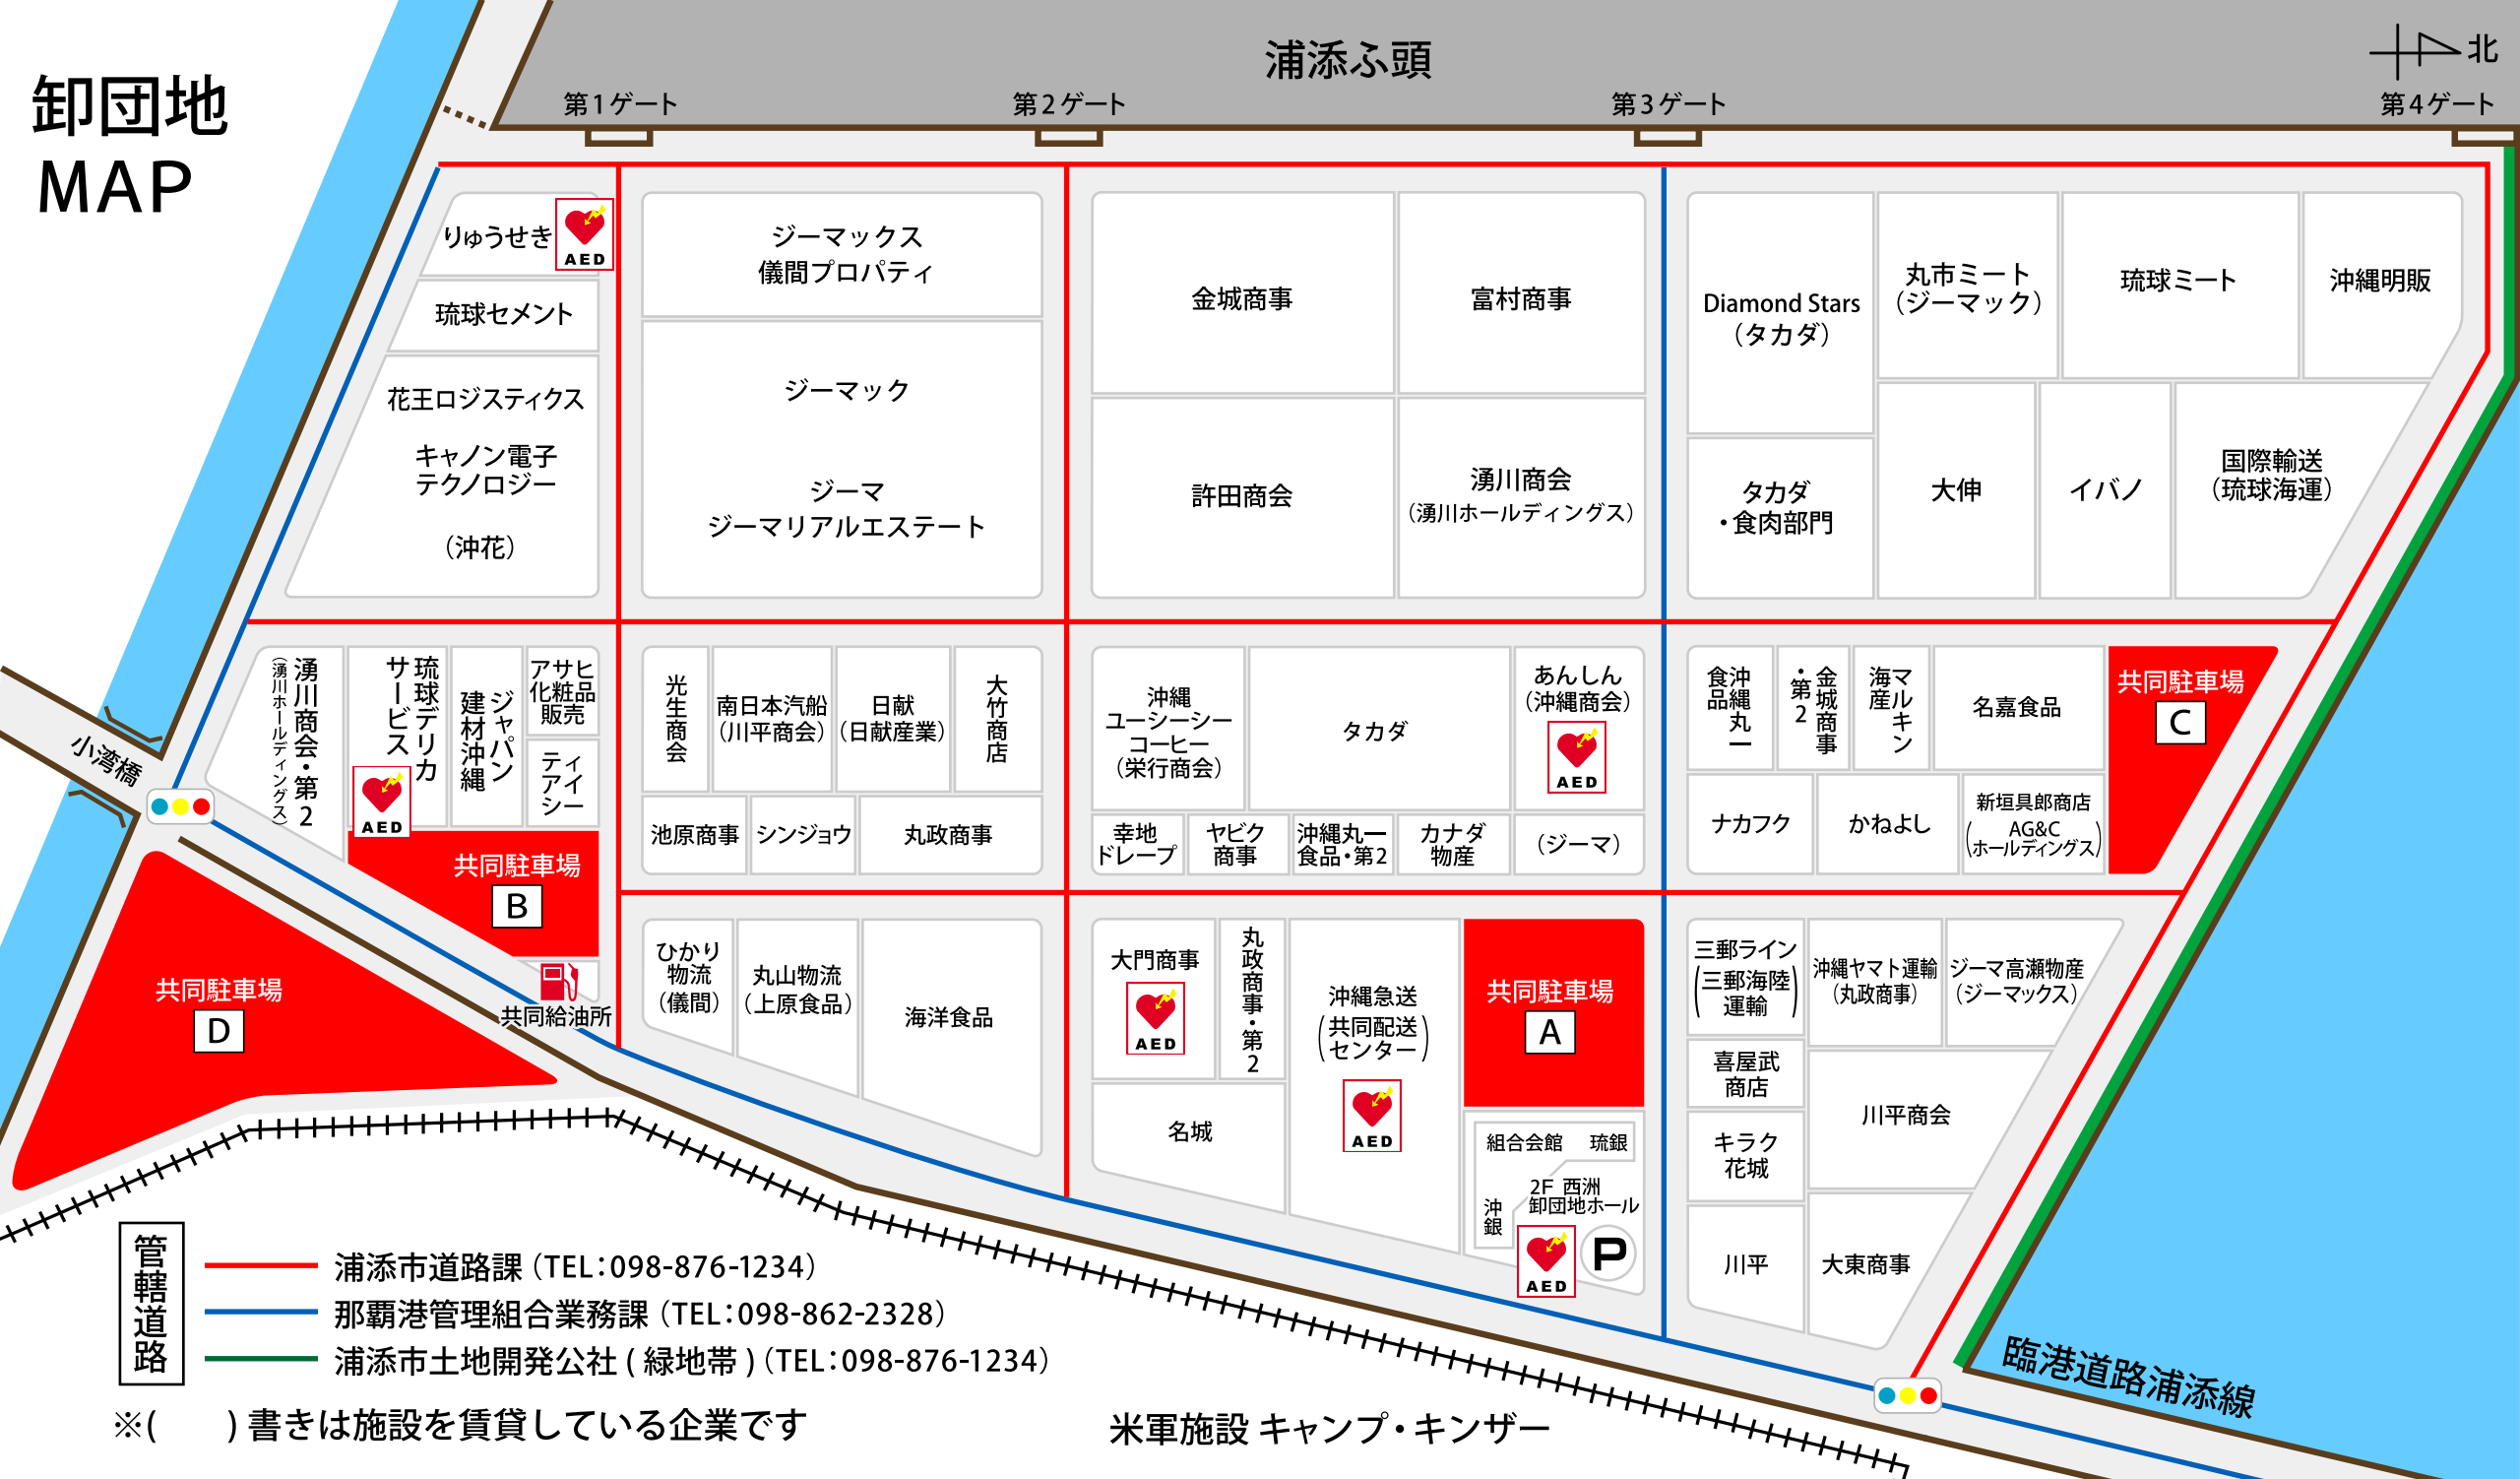 卸団地
MAP
浦添ふ頭
北
第1ゲート
第2ゲート
第3ゲート
第4ゲート
りゅうせき
AED
琉球セメント
花王ロジスティクス
キャノン電子
テクノロジー
（沖花）
ジーマックス
儀間プロパティ
ジーマック
ジーマ
ジーマリアルエステート
金城商事
富村商事
許田商会
湧川商会
（湧川ホールディングス）
Diamond Stars
（タカダ）
丸市ミート
（ジーマック）
琉球ミート
沖縄明販
タカダ
・食肉部門
大伸
イバノ
国際輸送
（琉球海運）
小湾橋
湧川商会・第2
（湧川ホールディングス）
琉球デリカ
サービス
AED
ジャパン
建材沖縄
アサヒ
化粧品
販売
ティ
アイ
シー
共同駐車場
B
共同給油所
共同駐車場
D
光生商会
南日本汽船
（川平商会）
日献
（日献産業）
大竹商店
池原商事
シンジョウ
丸政商事
沖縄
ユーシーシー
コーヒー
（栄行商会）
タカダ
あんしん
（沖縄商会）
AED
幸地
ドレープ
ヤビク
商事
沖縄丸一
食品・第2
カナダ
物産
（ジーマ）
沖縄丸一
食品
金城商事
・第2
マルキン
海産
名嘉食品
共同駐車場
C
ナカフク
かねよし
新垣具郎商店
（AG&C
ホールディングス）
ひかり
物流
（儀間）
丸山物流
（上原食品）
海洋食品
大門商事
AED
丸政商事・第2
名城
沖縄急送
（共同配送
センター）
AED
共同駐車場
A
組合会館
琉銀
2F 西洲
卸団地ホール
沖銀
AED
P
三郵ライン
（三郵海陸
運輸）
沖縄ヤマト運輸
（丸政商事）
ジーマ高瀬物産
（ジーマックス）
喜屋武
商店
川平商会
キラク
花城
川平
大東商事
臨港道路浦添線
管轄道路
浦添市道路課（TEL：098-876-1234）
那覇港管理組合業務課（TEL：098-862-2328）
浦添市土地開発公社（緑地帯）（TEL：098-876-1234）
※(　　)書きは施設を賃貸している企業です
米軍施設 キャンプ・キンザー